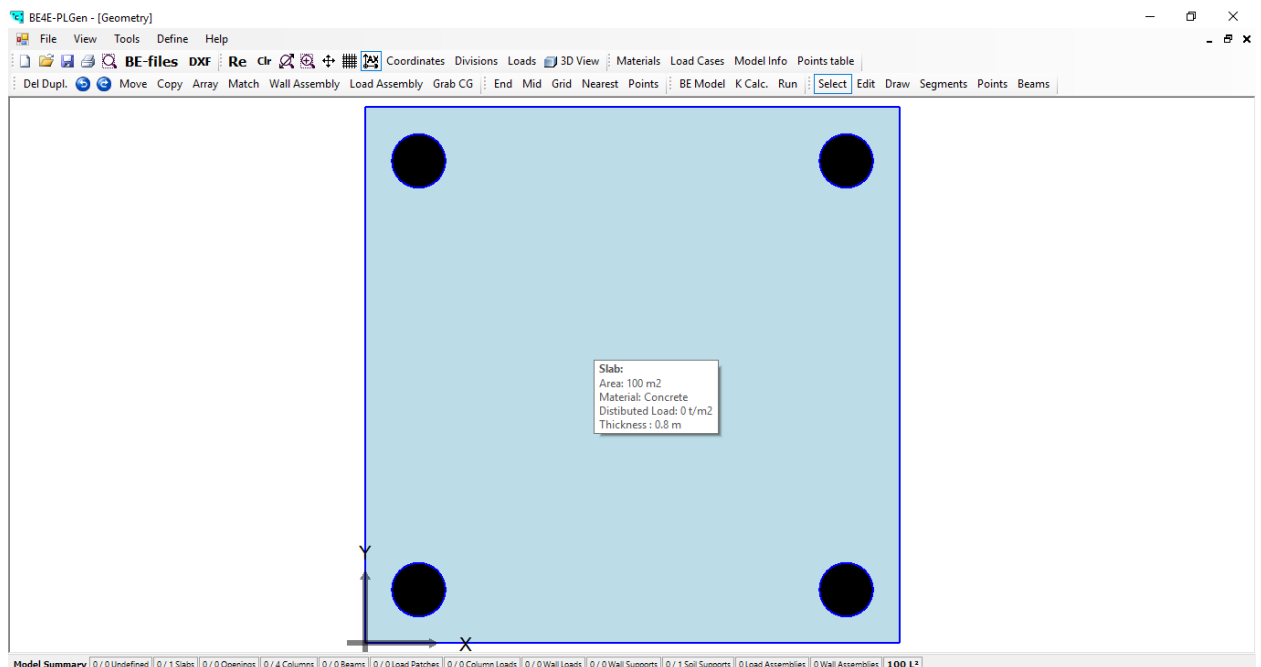 BE4E-PLGen - [Geometry]
File View Tools Define Help
BE-files DXF Re Clr Coordinates Divisions Loads 3D View Materials Load Cases Model Info Points table
Del Dupl. Move Copy Array Match Wall Assembly Load Assembly Grab CG End Mid Grid Nearest Points BE Model K Calc. Run Select Edit Draw Segments Points Beams
Slab:
Area: 100 m2
Material: Concrete
Distibuted Load: 0 t/m2
Thickness : 0.8 m
Y
X
Model Summary 0 / 0 Undefined 0 / 1 Slabs 0 / 0 Openings 0 / 4 Columns 0 / 0 Beams 0 / 0 Load Patches 0 / 0 Column Loads 0 / 0 Wall Loads 0 / 0 Wall Supports 0 / 1 Soil Supports 0 Load Assemblies 0 Wall Assemblies 100 L²